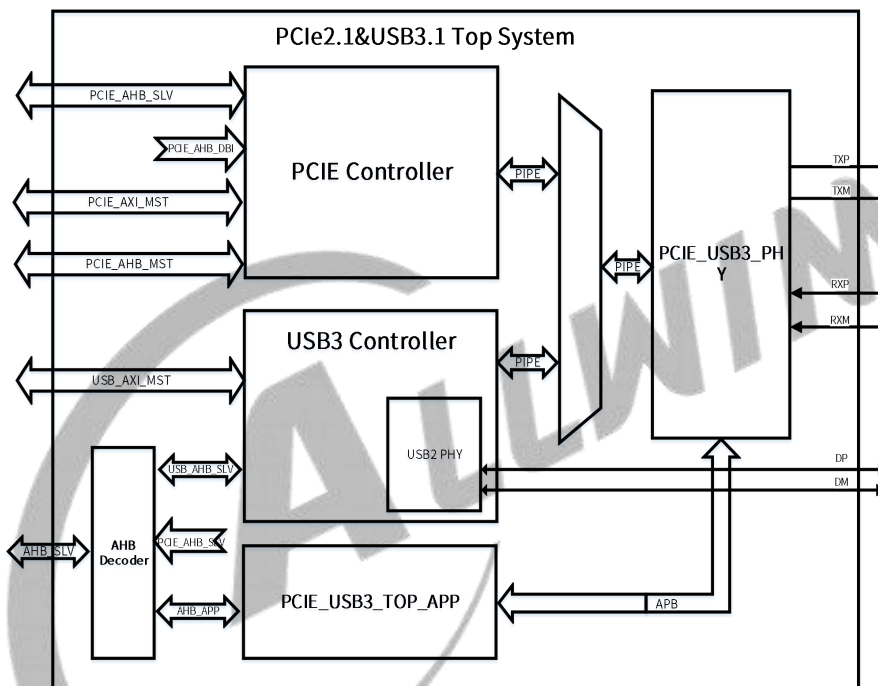 PCIe2.1&USB3.1 Top System
PCIE_AHB_SLV
PCIE_AHB_DBI
PCIE_AXI_MST
PCIE_AHB_MST
PCIE Controller
PIPE
PIPE
PCIE_USB3_PH
Y
TXP
TXM
RXP
RXM
USB3 Controller
PIPE
USB_AXI_MST
USB2 PHY
USB_AHB_SLV
DP
DM
AHB_SLV
AHB
Decoder
PCIE_AHB_SLV
AHB_APP
PCIE_USB3_TOP_APP
APB
ALLWIN